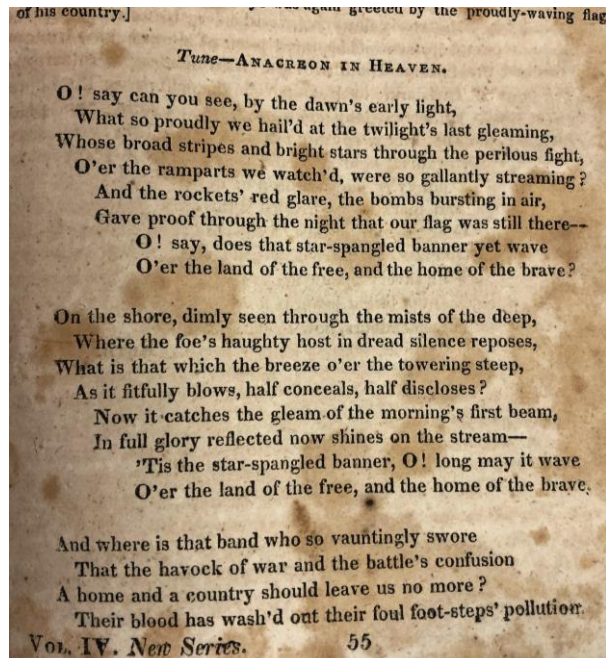 of his country.] again greeted by the proudly-waving flag
Tune—ANACREON IN HEAVEN.
O! say can you see, by the dawn's early light,
What so proudly we hail'd at the twilight's last gleaming,
Whose broad stripes and bright stars through the perilous fight,
O'er the ramparts we watch'd, were so gallantly streaming?
And the rockets' red glare, the bombs bursting in air,
Gave proof through the night that our flag was still there—
O! say, does that star-spangled banner yet wave
O'er the land of the free, and the home of the brave?
On the shore, dimly seen through the mists of the deep,
Where the foe's haughty host in dread silence reposes,
What is that which the breeze o'er the towering steep,
As it fitfully blows, half conceals, half discloses?
Now it catches the gleam of the morning's first beam,
In full glory reflected now shines on the stream—
'Tis the star-spangled banner, O! long may it wave
O'er the land of the free, and the home of the brave.
And where is that band who so vauntingly swore
That the havock of war and the battle's confusion
A home and a country should leave us no more?
Their blood has wash'd out their foul foot-steps' pollution.
VOL. IV. New Series. 55